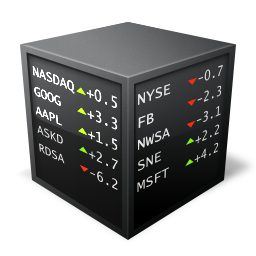 NASDAQ ▲+0.5
GOOG ▲+3.3
AAPL ▲+1.5
ASKD ▲+2.7
RDSA ▼-6.2
NYSE ▼-0.7
FB ▼-2.3
NWSA ▼-3.1
SNE ▲+2.2
MSFT ▲+4.2